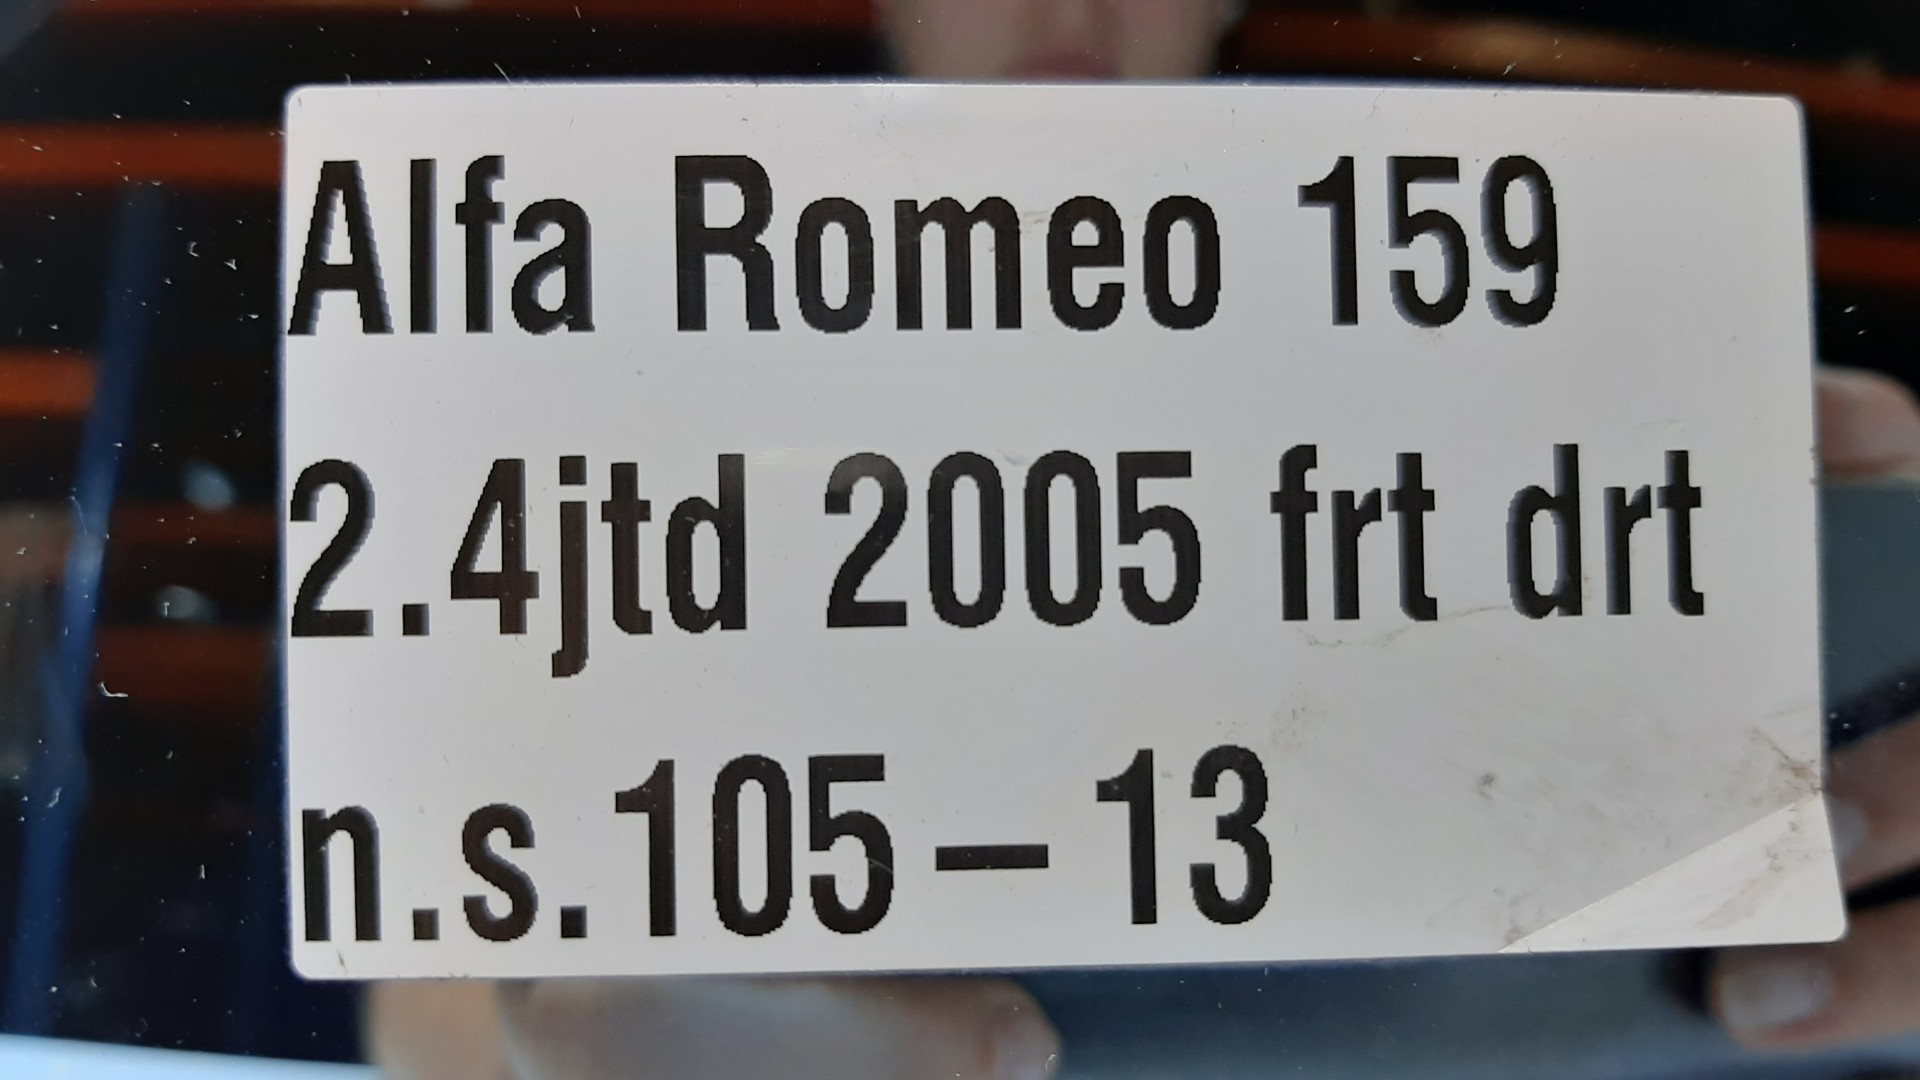 Alfa Romeo 159
2.4jtd 2005 frt drt
n.s.105-13